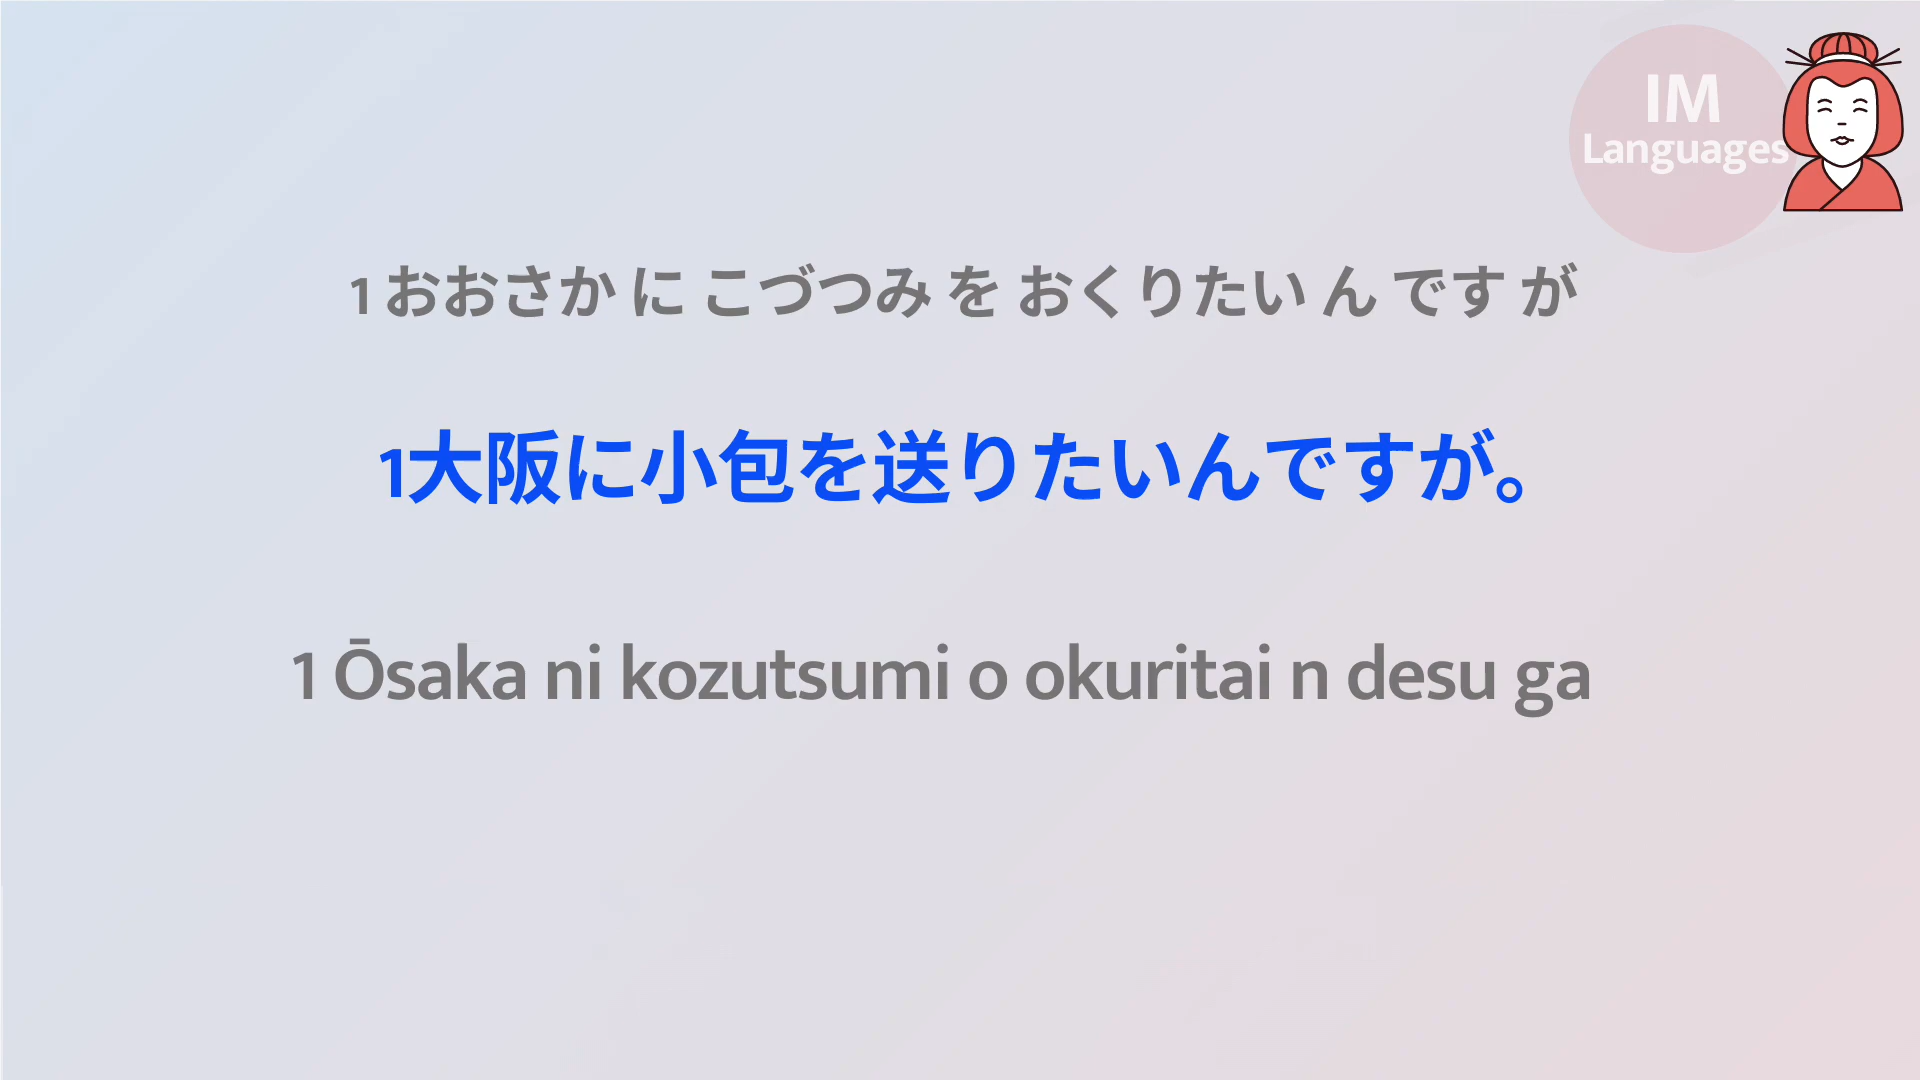 IM
Languages
1 おおさか に こづつみ を おくりたい ん です が
1大阪に小包を送りたいんですが。
1 Ōsaka ni kozutsumi o okuritai n desu ga